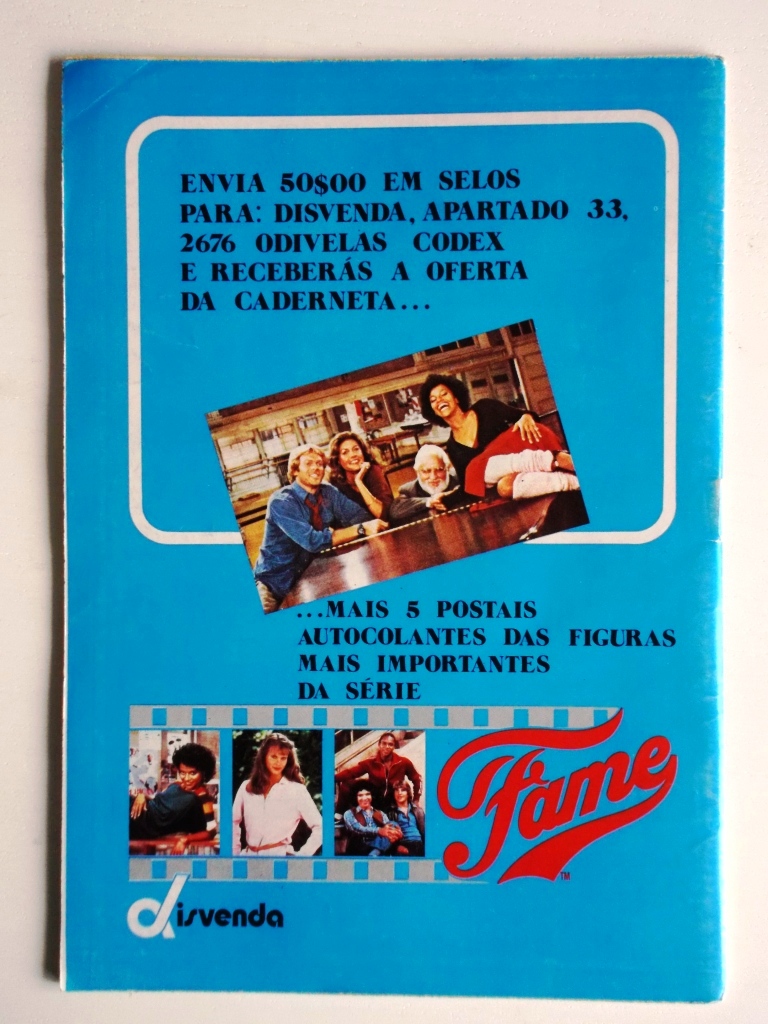 ENVIA 50$00 EM SELOS
PARA: DISVENDA, APARTADO 33,
2676 ODIVELAS CODEX
E RECEBERÁS A OFERTA
DA CADERNETA...
...MAIS 5 POSTAIS
AUTOCOLANTES DAS FIGURAS
MAIS IMPORTANTES
DA SÉRIE
Fame
TM
disvenda